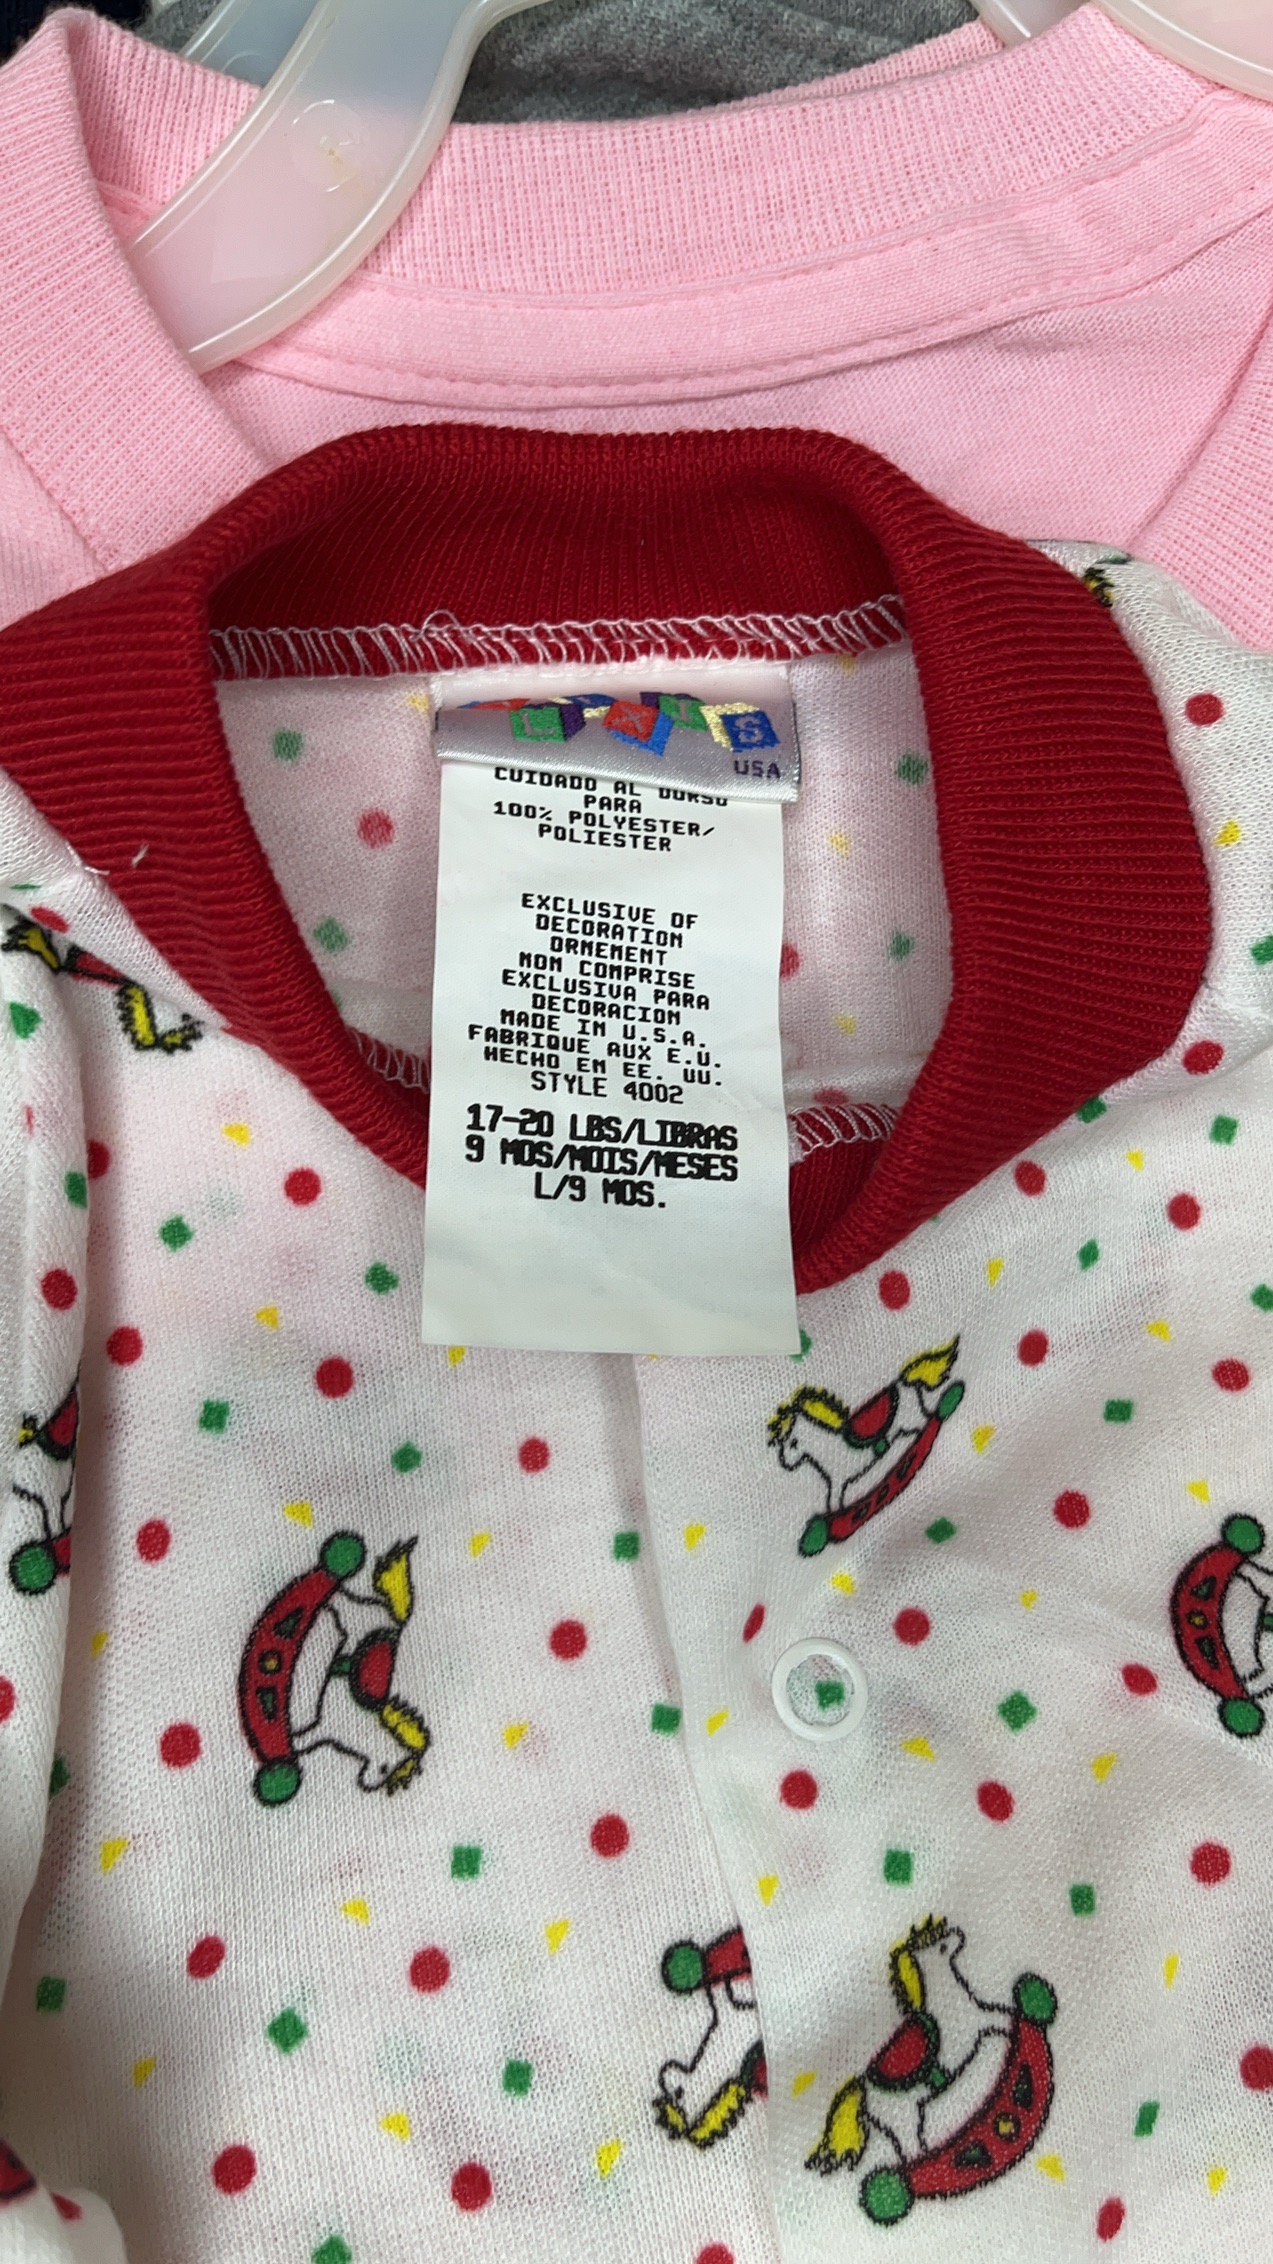 LUXIS
USA
CUIDADO AL DORSO
PARA
100% POLYESTER/
POLIESTER
EXCLUSIVE OF
DECORATION
ORNEMENT
NON COMPRISE
EXCLUSIVA PARA
DECORACION
MADE IN U.S.A.
FABRIQUE AUX E.U.
HECHO EN EE. UU.
STYLE 4002
17-20 LBS/LIBRAS
9 MOS/MOIS/MESES
L/9 MOS.